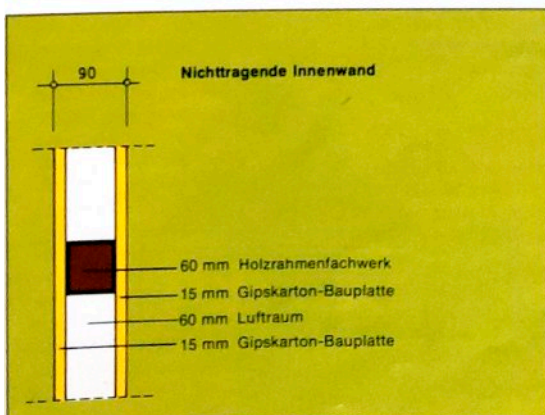 90
Nichttragende Innenwand
60 mm Holzrahmenfachwerk
15 mm Gipskarton-Bauplatte
60 mm Luftraum
15 mm Gipskarton-Bauplatte